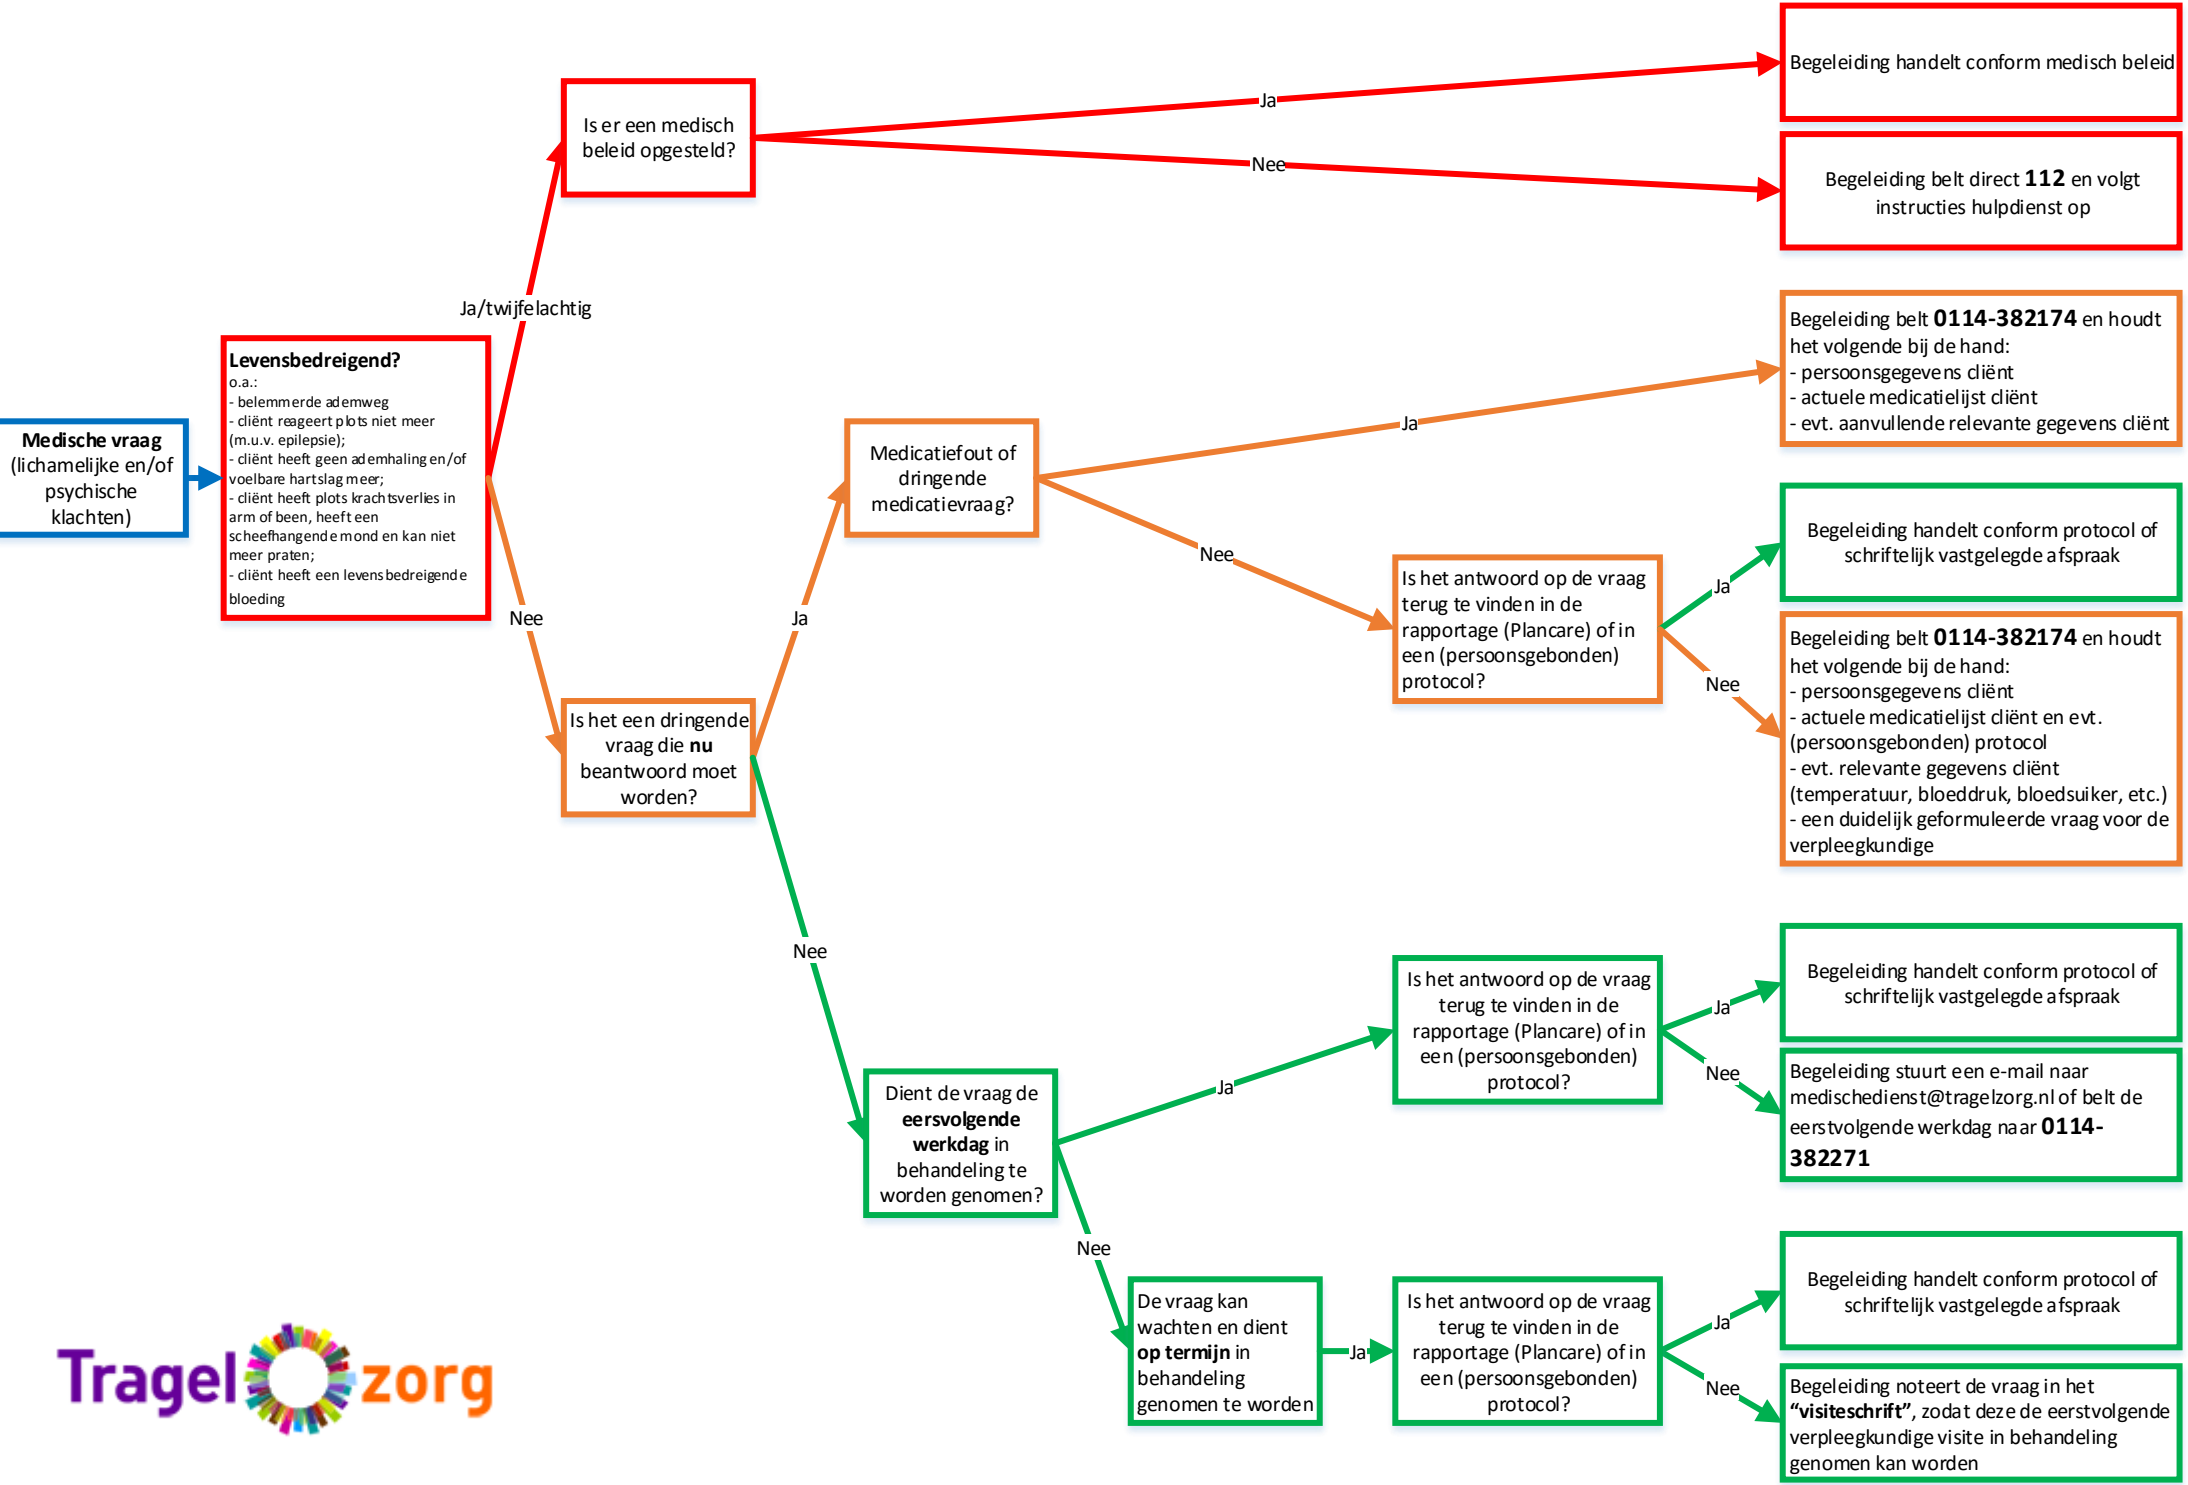 Medische vraag
(lichamelijke en/of
psychische
klachten)
Levensbedreigend?
o.a.:
- belemmerde ademweg
- cliënt reageert plots niet meer
(m.u.v. epilepsie);
- cliënt heeft geen ademhaling en/of
voelbare hartslag meer;
- cliënt heeft plots krachtsverlies in
arm of been, heeft een
scheefhangende mond en kan niet
meer praten;
- cliënt heeft een levensbedreigende
bloeding
Ja/twijfelachtig
Nee
Is er een medisch
beleid opgesteld?
Ja
Nee
Begeleiding handelt conform medisch beleid
Begeleiding belt direct 112 en volgt
instructies hulpdienst op
Is het een dringende
vraag die nu
beantwoord moet
worden?
Ja
Nee
Medicatiefout of
dringende
medicatievraag?
Ja
Nee
Begeleiding belt 0114-382174 en houdt
het volgende bij de hand:
- persoonsgegevens cliënt
- actuele medicatielijst cliënt
- evt. aanvullende relevante gegevens cliënt
Is het antwoord op de vraag
terug te vinden in de
rapportage (Plancare) of in
een (persoonsgebonden)
protocol?
Ja
Nee
Begeleiding handelt conform protocol of
schriftelijk vastgelegde afspraak
Begeleiding belt 0114-382174 en houdt
het volgende bij de hand:
- persoonsgegevens cliënt
- actuele medicatielijst cliënt en evt.
(persoonsgebonden) protocol
- evt. relevante gegevens cliënt
(temperatuur, bloeddruk, bloedsuiker, etc.)
- een duidelijk geformuleerde vraag voor de
verpleegkundige
Dient de vraag de
eersvolgende
werkdag in
behandeling te
worden genomen?
Ja
Nee
Is het antwoord op de vraag
terug te vinden in de
rapportage (Plancare) of in
een (persoonsgebonden)
protocol?
Ja
Nee
Begeleiding handelt conform protocol of
schriftelijk vastgelegde afspraak
Begeleiding stuurt een e-mail naar
medischedienst@tragelzorg.nl of belt de
eerstvolgende werkdag naar 0114-
382271
De vraag kan
wachten en dient
op termijn in
behandeling
genomen te worden
Ja
Is het antwoord op de vraag
terug te vinden in de
rapportage (Plancare) of in
een (persoonsgebonden)
protocol?
Ja
Nee
Begeleiding handelt conform protocol of
schriftelijk vastgelegde afspraak
Begeleiding noteert de vraag in het
“visiteschrift”, zodat deze de eerstvolgende
verpleegkundige visite in behandeling
genomen kan worden
Tragel zorg